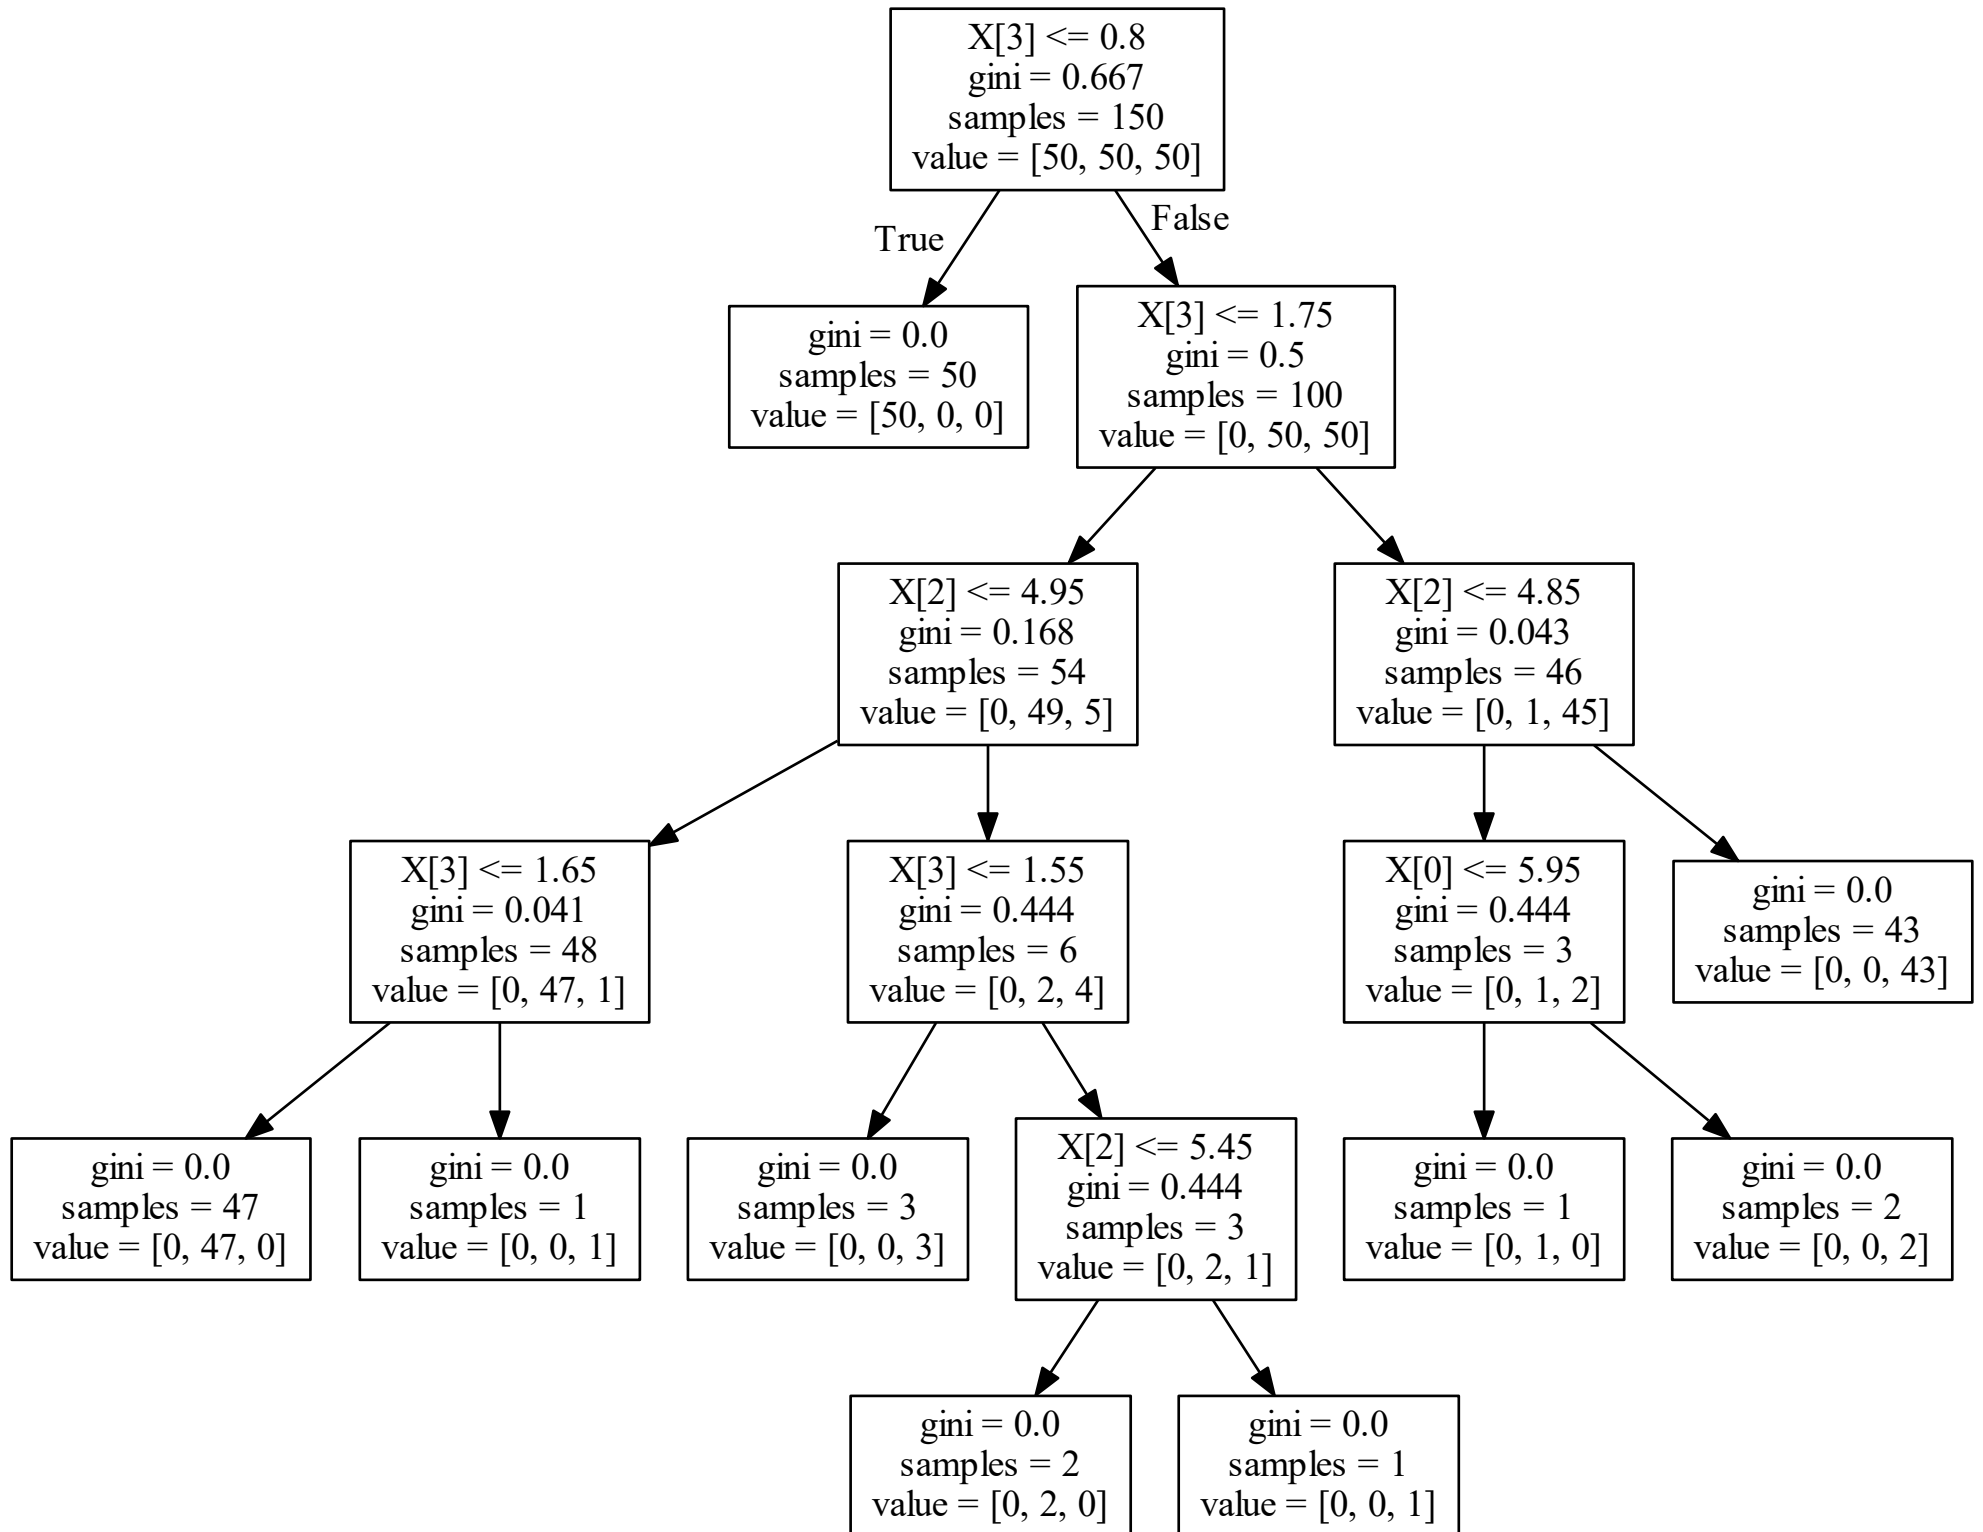 X[3] <= 0.8
gini = 0.667
samples = 150
value = [50, 50, 50]
True
False
gini = 0.0
samples = 50
value = [50, 0, 0]
X[3] <= 1.75
gini = 0.5
samples = 100
value = [0, 50, 50]
X[2] <= 4.95
gini = 0.168
samples = 54
value = [0, 49, 5]
X[2] <= 4.85
gini = 0.043
samples = 46
value = [0, 1, 45]
X[3] <= 1.65
gini = 0.041
samples = 48
value = [0, 47, 1]
X[3] <= 1.55
gini = 0.444
samples = 6
value = [0, 2, 4]
X[0] <= 5.95
gini = 0.444
samples = 3
value = [0, 1, 2]
gini = 0.0
samples = 43
value = [0, 0, 43]
gini = 0.0
samples = 47
value = [0, 47, 0]
gini = 0.0
samples = 1
value = [0, 0, 1]
gini = 0.0
samples = 3
value = [0, 0, 3]
X[2] <= 5.45
gini = 0.444
samples = 3
value = [0, 2, 1]
gini = 0.0
samples = 1
value = [0, 1, 0]
gini = 0.0
samples = 2
value = [0, 0, 2]
gini = 0.0
samples = 2
value = [0, 2, 0]
gini = 0.0
samples = 1
value = [0, 0, 1]